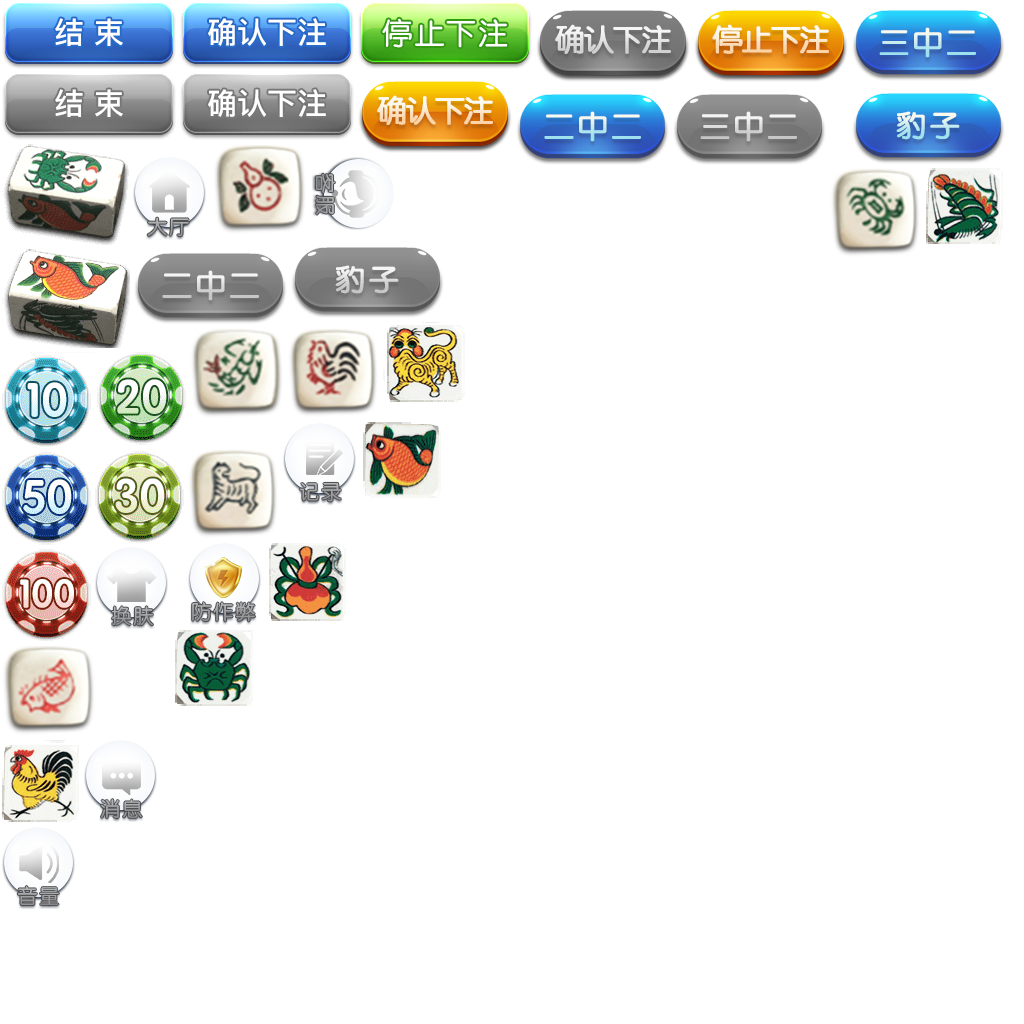 结 束
确认下注
停止下注
确认下注
停止下注
三中二
结 束
确认下注
确认下注
二中二
三中二
豹子
大厅
客服
二中二
豹子
10
20
记录
50
30
100
换肤
防作弊
消息
音量